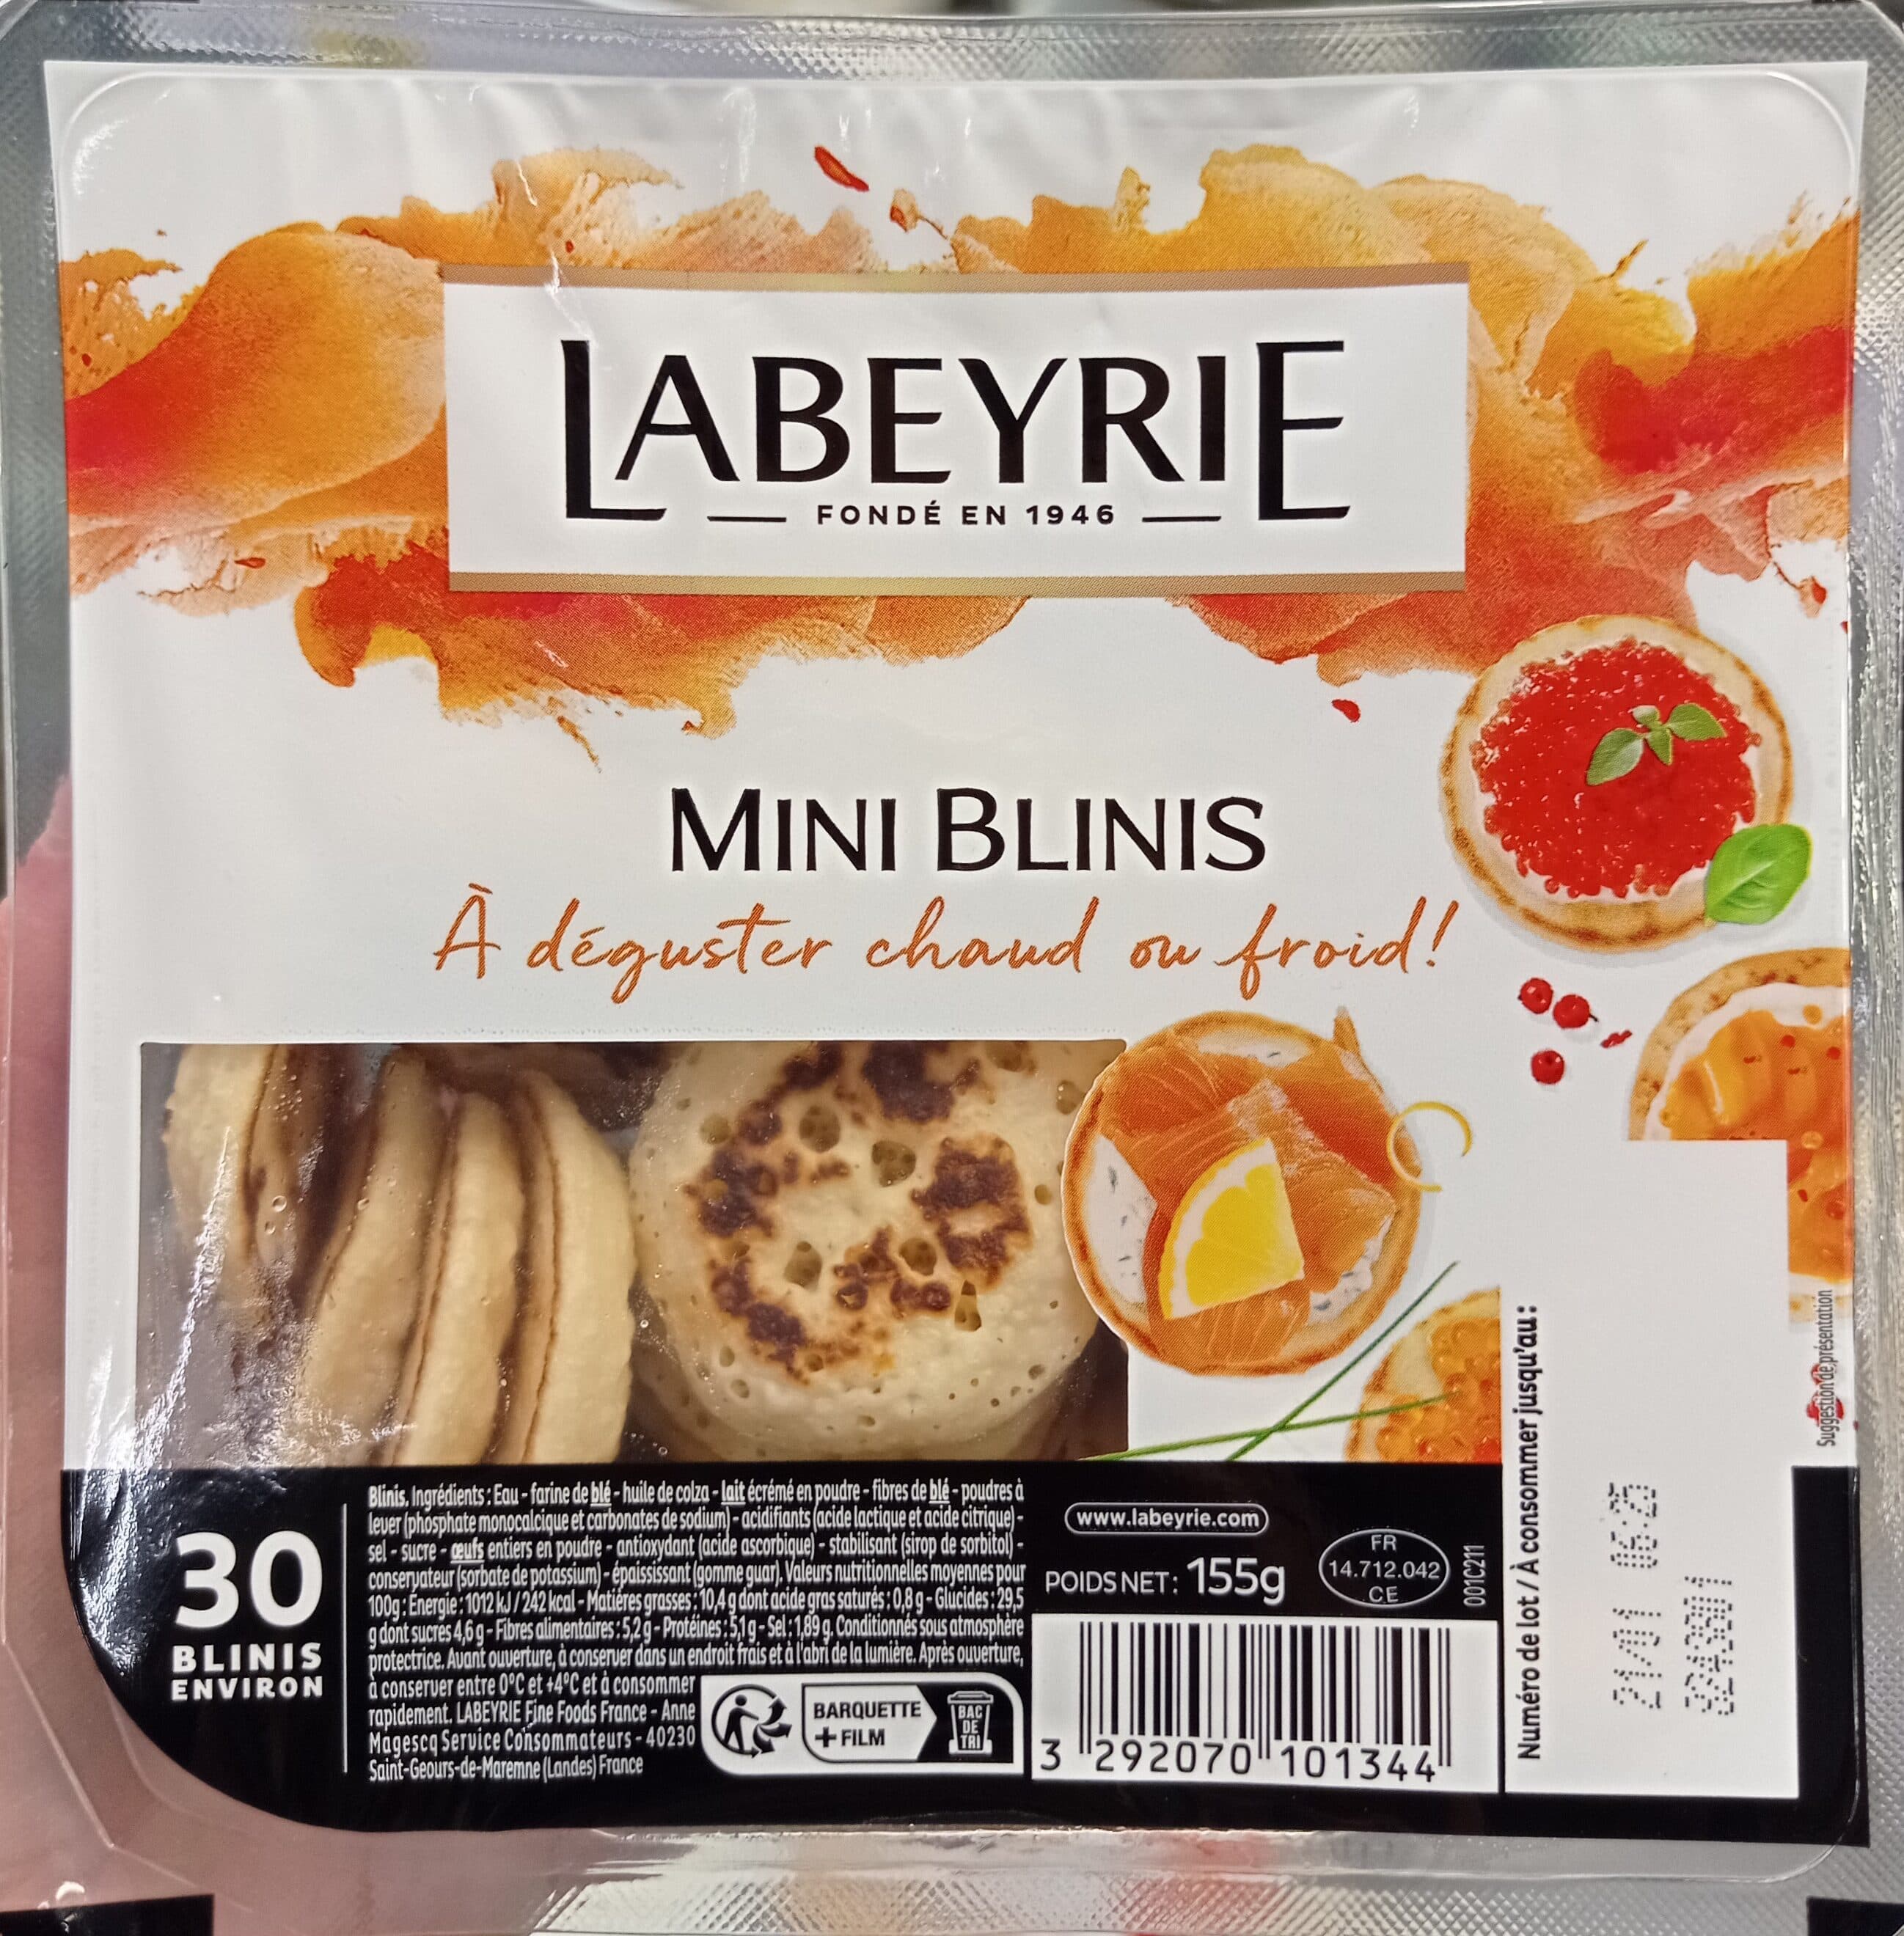 LABEYRIE
FONDÉ EN 1946
MINI BLINIS
À déguster chaud ou froid!
Suggestion de présentation
30
BLINIS
ENVIRON
Blinis. Ingrédients : Eau - farine de blé - huile de colza - lait écrémé en poudre - fibres de blé - poudres à
lever (phosphate monocalcique et carbonates de sodium) - acidifiants (acide lactique et acide citrique) -
sel - sucre - œufs entiers en poudre - antioxydant (acide ascorbique) - stabilisant (sirop de sorbitol) -
conservateur (sorbate de potassium) - épaississant (gomme guar). Valeurs nutritionnelles moyennes pour
100g : Énergie : 1012 kJ / 242 kcal - Matières grasses : 10,4 g dont acide gras saturés : 0,8 g - Glucides : 29,5
g dont sucres 4,6 g - Fibres alimentaires : 5,2 g - Protéines : 5,1 g - Sel : 1,89 g. Conditionnés sous atmosphère
protectrice. Avant ouverture, à conserver dans un endroit frais et à l'abri de la lumière. Après ouverture,
à conserver entre 0°C et +4°C et à consommer
rapidement. LABEYRIE Fine Foods France - Anne
Magescq Service Consommateurs - 40230
Saint-Geours-de-Maremne (Landes) France
BARQUETTE
+ FILM
BAC
DE
TRI
www.labeyrie.com
POIDS NET : 155g
FR
14.712.042
CE
001C211
3 292070 101344
Numéro de lot / À consommer jusqu'au :
21/01 06:25